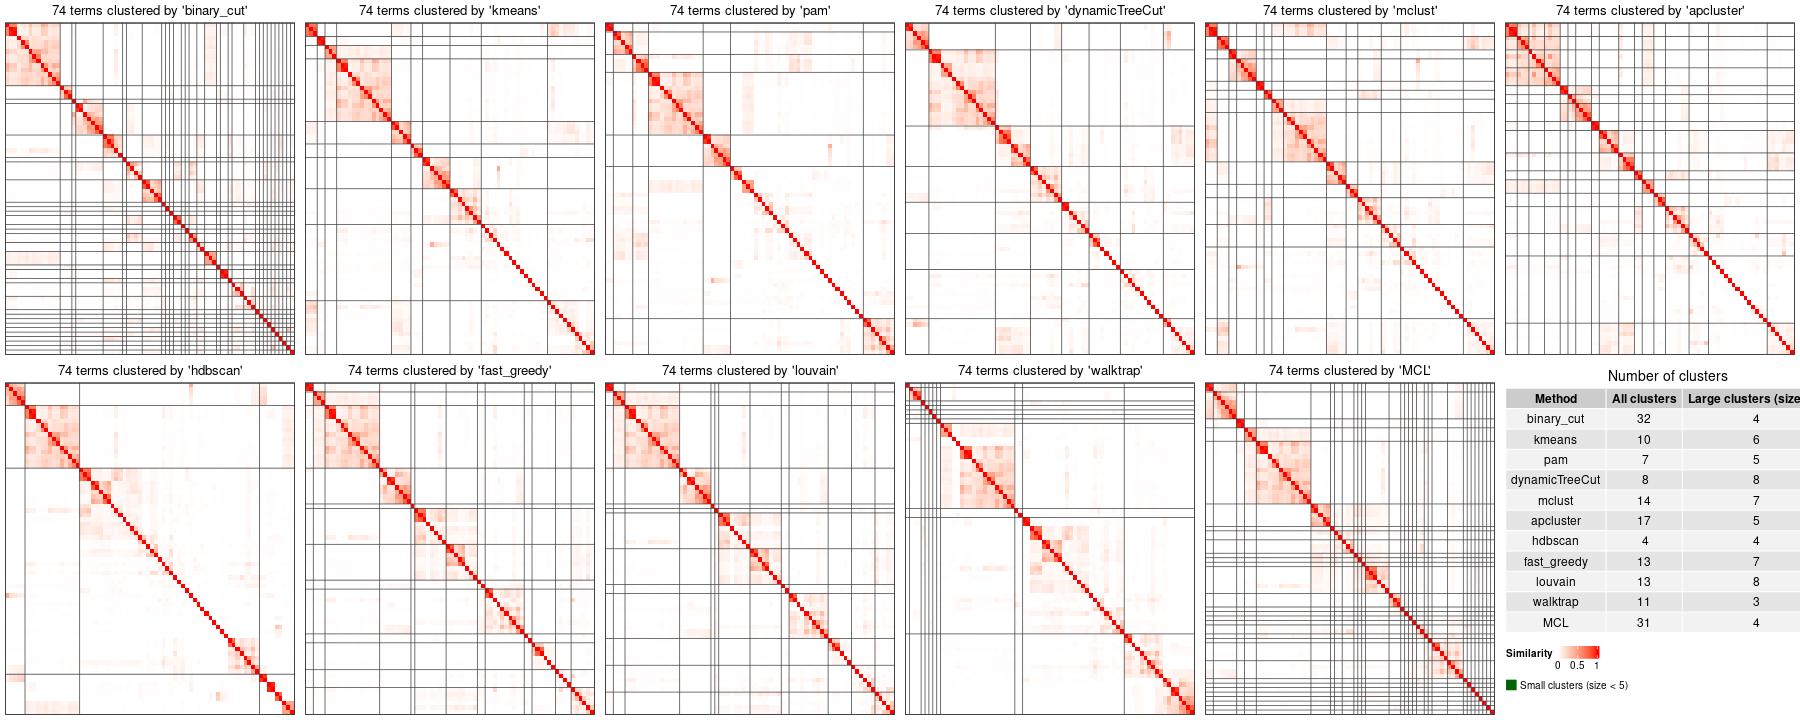 74 terms clustered by 'binary_cut'
74 terms clustered by 'kmeans'
74 terms clustered by 'pam'
74 terms clustered by 'dynamicTreeCut'
74 terms clustered by 'mclust'
74 terms clustered by 'apcluster'
74 terms clustered by 'hdbscan'
74 terms clustered by 'fast_greedy'
74 terms clustered by 'louvain'
74 terms clustered by 'walktrap'
74 terms clustered by 'MCL'
Number of clusters
Method All clusters Large clusters (size
binary_cut 32 4
kmeans 10 6
pam 7 5
dynamicTreeCut 8 8
mclust 14 7
apcluster 17 5
hdbscan 4 4
fast_greedy 13 7
louvain 13 8
walktrap 11 3
MCL 31 4
Similarity
0 0.5 1
Small clusters (size < 5)